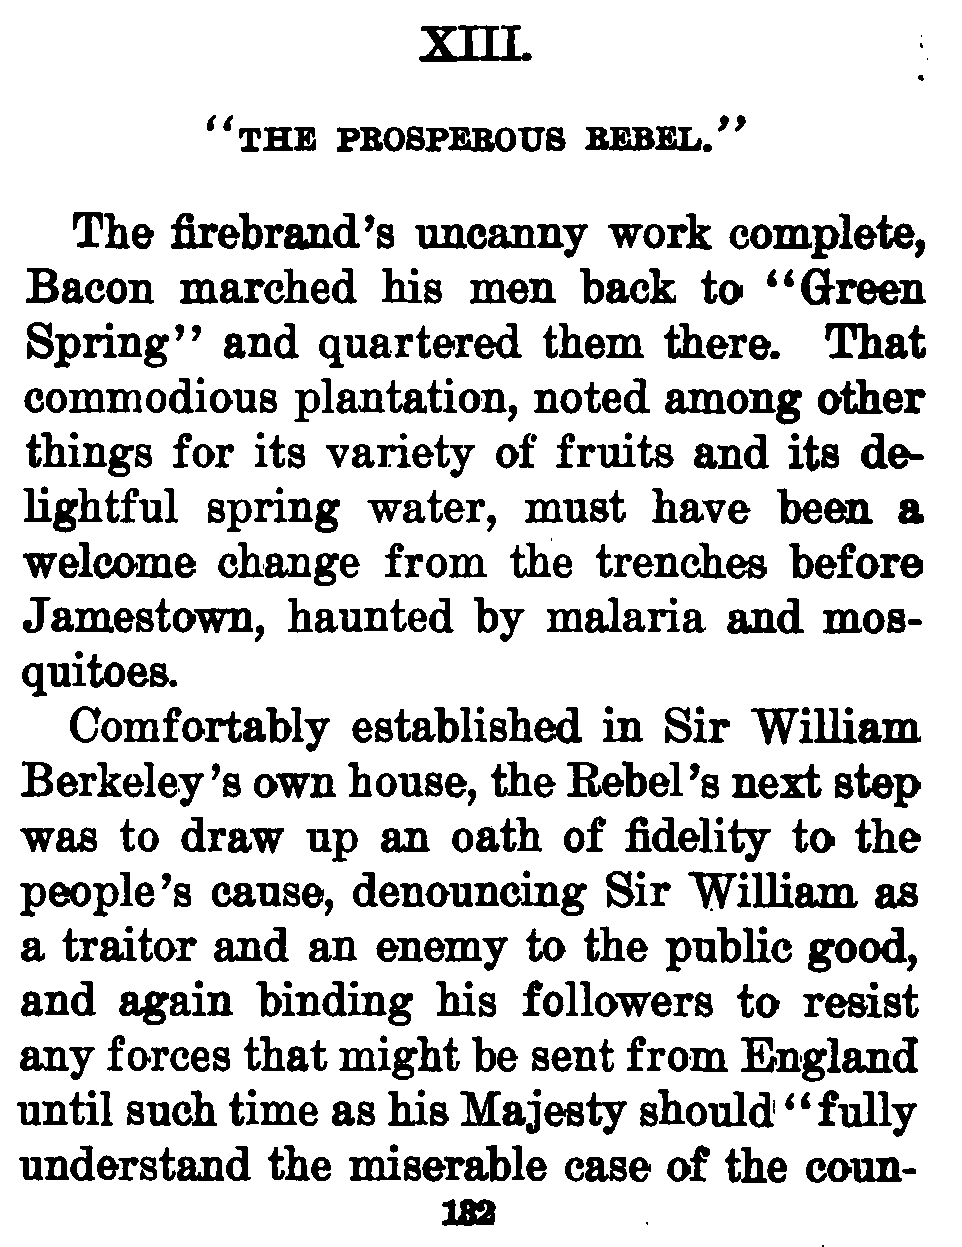 XIII.
"THE PROSPEROUS REBEL."
The firebrand's uncanny work complete,
Bacon marched his men back to "Green
Spring" and quartered them there. That
commodious plantation, noted among other
things for its variety of fruits and its de-
lightful spring water, must have been a
welcome change from the trenches before
Jamestown, haunted by malaria and mos-
quitoes.
Comfortably established in Sir William
Berkeley's own house, the Rebel's next step
was to draw up an oath of fidelity to the
people's cause, denouncing Sir William as
a traitor and an enemy to the public good,
and again binding his followers to resist
any forces that might be sent from England
until such time as his Majesty should "fully
understand the miserable case of the coun-
132